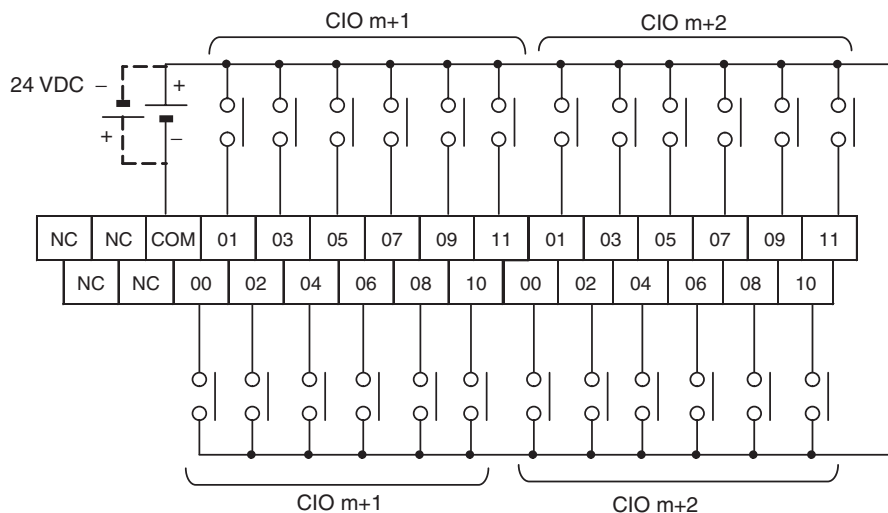 CIO m+1 CIO m+2
24 VDC − +
+ −
NC NC COM 01 03 05 07 09 11 01 03 05 07 09 11
NC NC 00 02 04 06 08 10 00 02 04 06 08 10
CIO m+1 CIO m+2